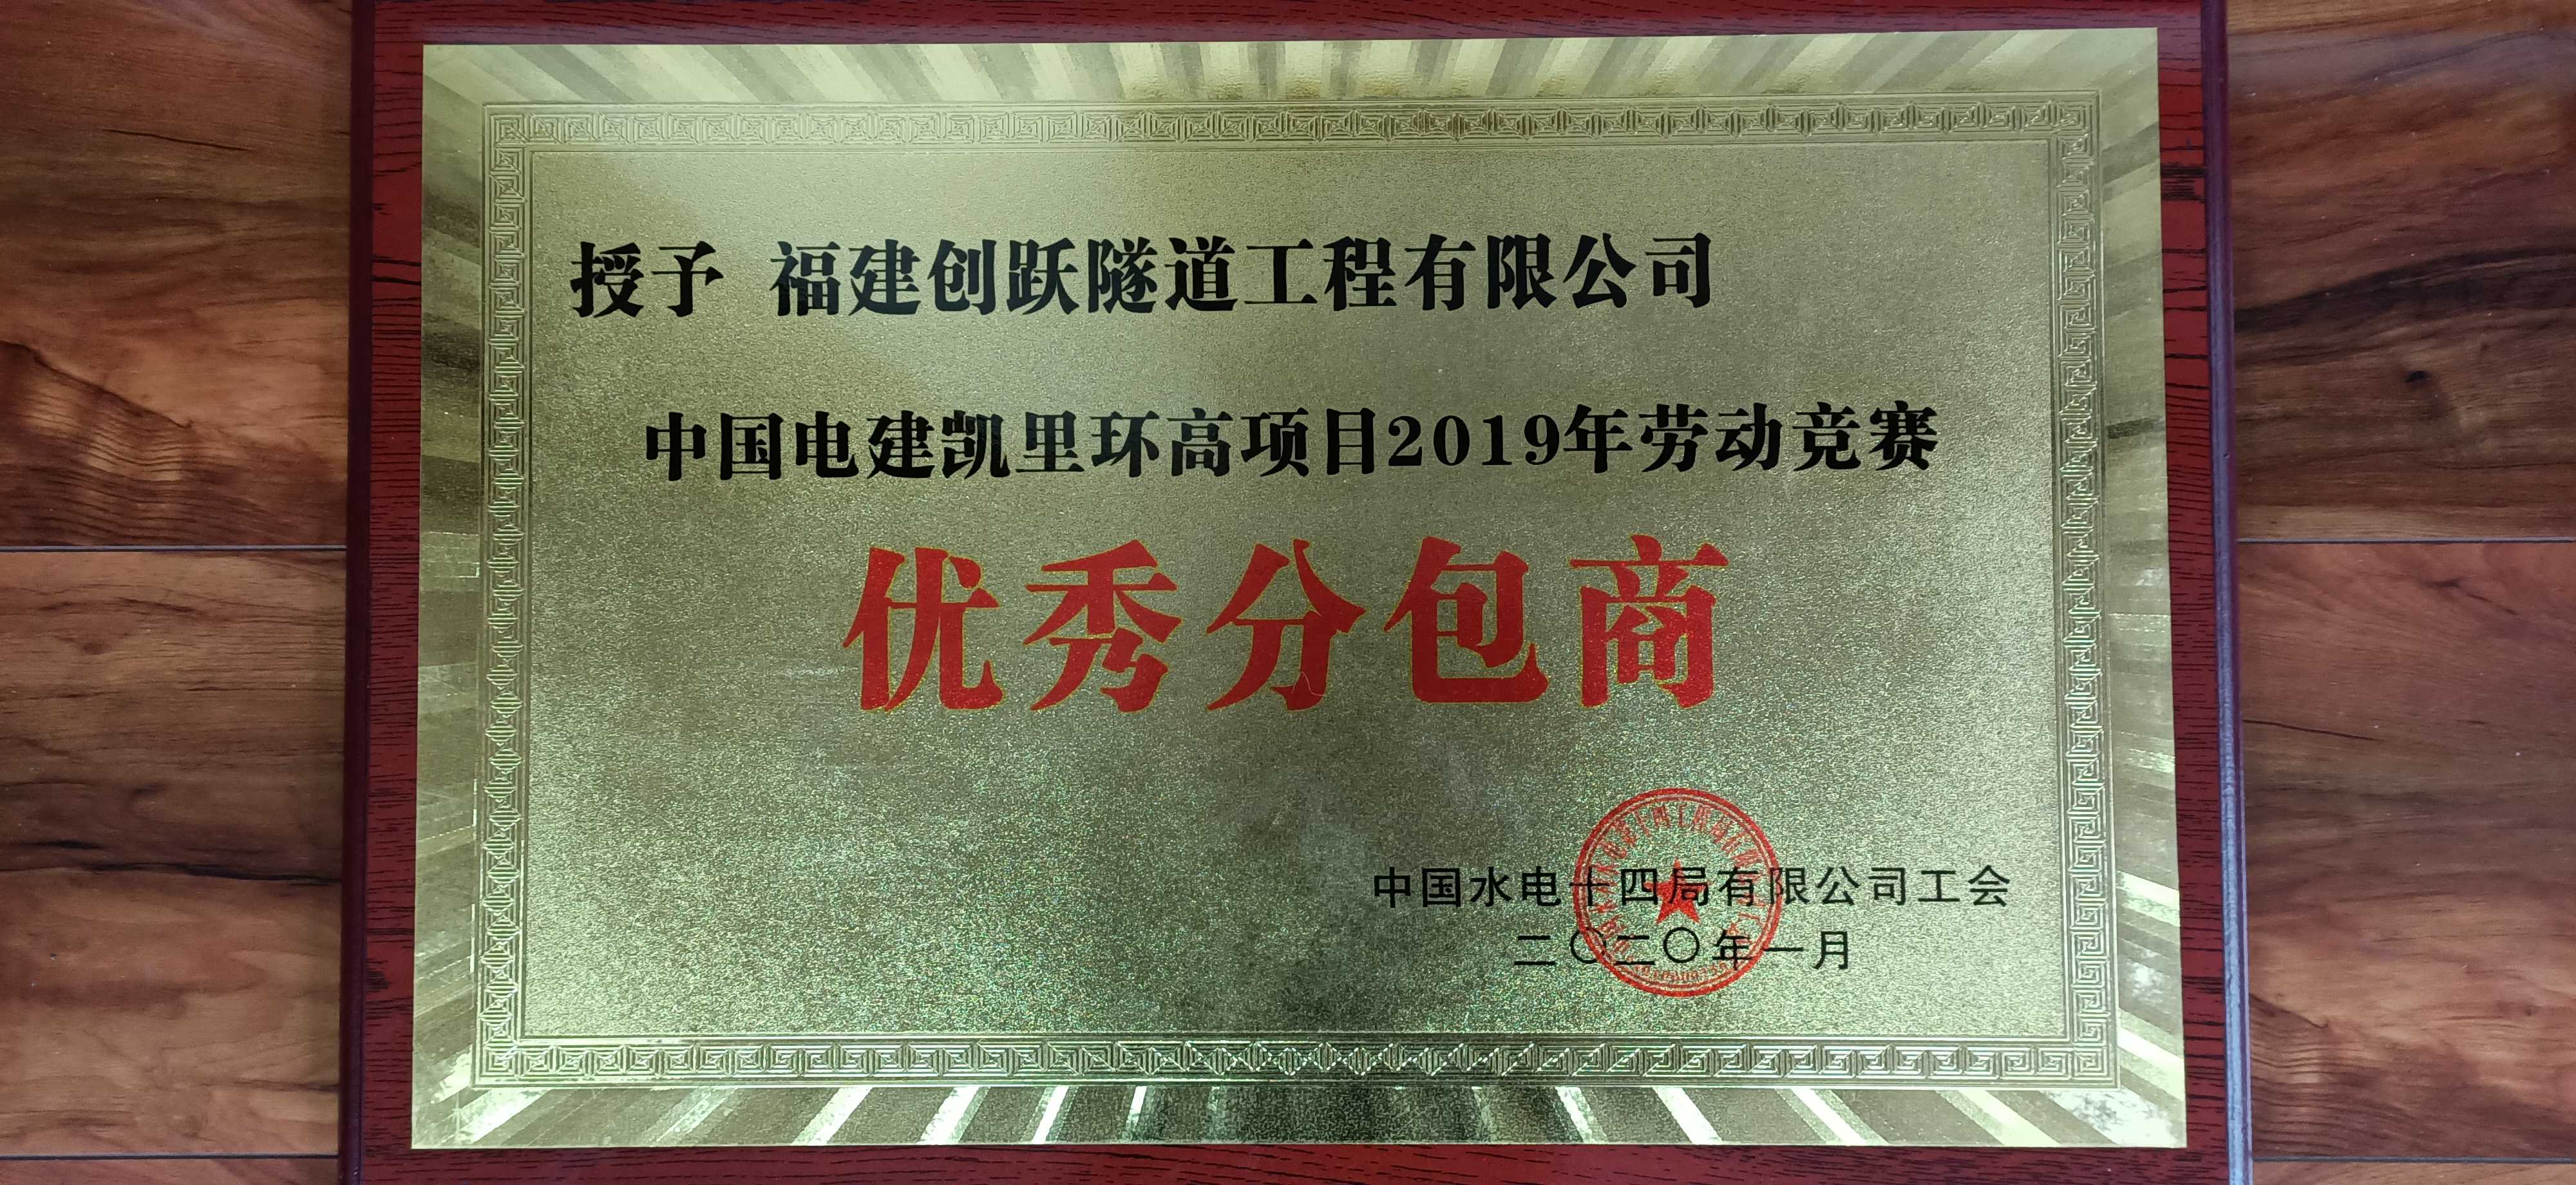 授予 福建创跃隧道工程有限公司
中国电建凯里环高项目2019年劳动竞赛
优秀分包商
中国水电十四局有限公司工会
二〇二〇年一月